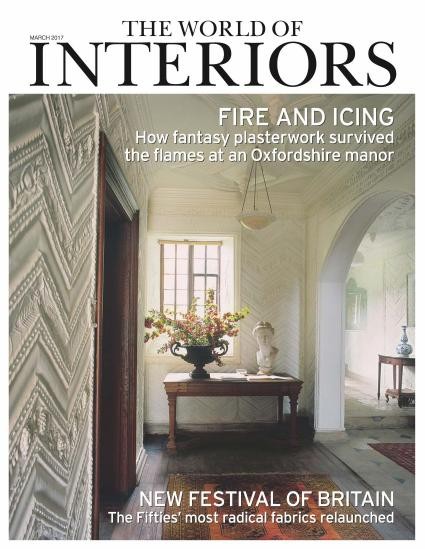 THE WORLD OF
MARCH 2017
INTERIORS
FIRE AND ICING
How fantasy plasterwork survived
the flames at an Oxfordshire manor
NEW FESTIVAL OF BRITAIN
The Fifties' most radical fabrics relaunched